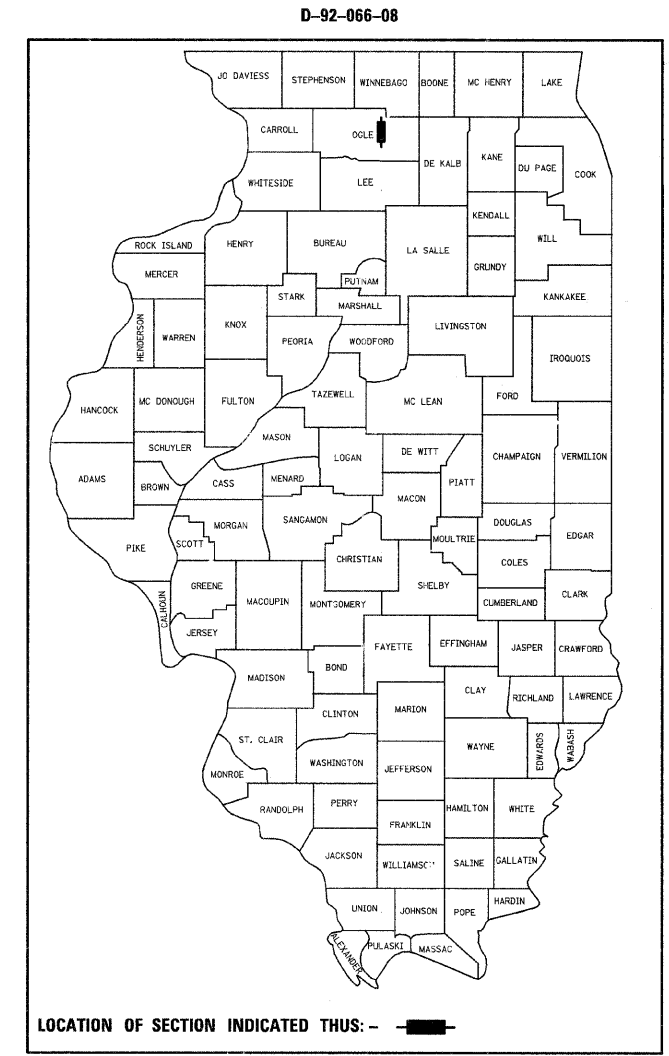 D-92-066-08
JO DAVIESS STEPHENSON WINNEBAGO BOONE MC HENRY LAKE
CARROLL OGLE
DE KALB KANE DU PAGE COOK
WHITESIDE LEE
KENDALL
ROCK ISLAND HENRY BUREAU LA SALLE WILL
MERCER GRUNDY
PUTNAM
STARK MARSHALL KANKAKEE
HENDERSON WARREN KNOX PEORIA WOODFORD LIVINGSTON
IROQUOIS
HANCOCK MC DONOUGH FULTON TAZEWELL MC LEAN FORD
MASON
SCHUYLER LOGAN DE WITT CHAMPAIGN VERMILION
ADAMS BROWN CASS MENARD PIATT
MACON
MORGAN SANGAMON DOUGLAS
PIKE SCOTT MOULTRIE EDGAR
CHRISTIAN COLES
GREENE SHELBY
CALHOUN MACOUPIN MONTGOMERY CUMBERLAND CLARK
JERSEY FAYETTE EFFINGHAM JASPER CRAWFORD
MADISON BOND
CLAY RICHLAND LAWRENCE
CLINTON MARION
ST. CLAIR WAYNE EDWARDS WABASH
MONROE WASHINGTON JEFFERSON
RANDOLPH PERRY HAMILTON WHITE
FRANKLIN
JACKSON WILLIAMSON SALINE GALLATIN
UNION JOHNSON POPE HARDIN
ALEXANDER PULASKI MASSAC
LOCATION OF SECTION INDICATED THUS: -